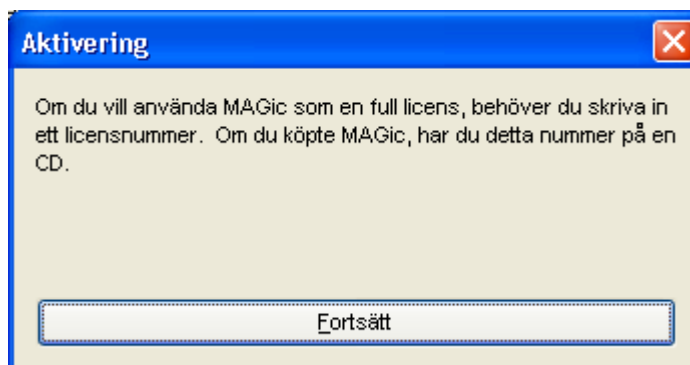 Aktivering
Om du vill använda MAGic som en full licens, behöver du skriva in
ett licensnummer.  Om du köpte MAGic, har du detta nummer på en
CD.
Fortsätt